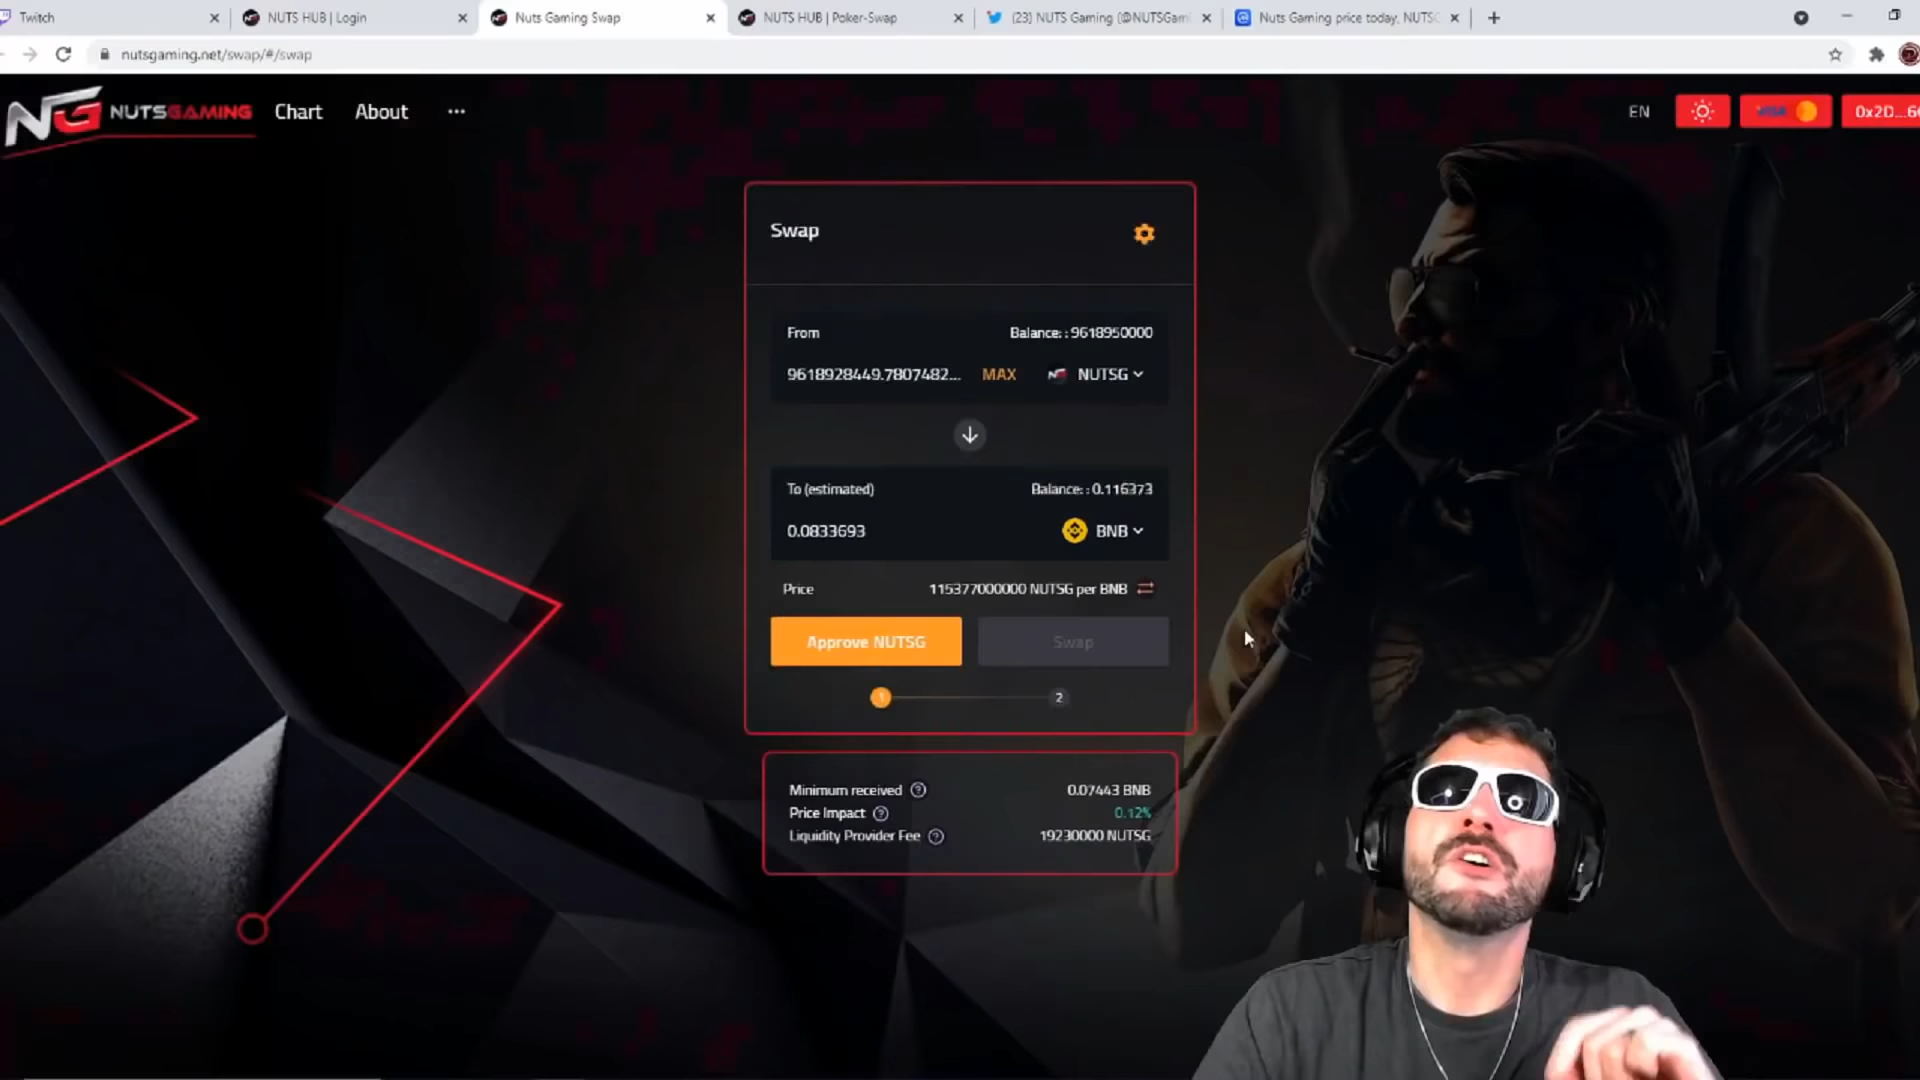 Twitch
NUTS HUB | Login
Nuts Gaming Swap
NUTS HUB | Poker-Swap
(23) NUTS Gaming (@NUTSGam
Nuts Gaming price today, NUTSG
nutsgaming.net/swap/#/swap
NG NUTSGAMING
Chart
About
EN
VISA
0x2D...6
Swap
From
Balance: : 9618950000
9618928449.7807482...
MAX
NUTSG
To (estimated)
Balance: : 0.116373
0.0833693
BNB
Price
115377000000 NUTSG per BNB
Approve NUTSG
Swap
1
2
Minimum received ?
0.07443 BNB
Price Impact ?
0.12%
Liquidity Provider Fee ?
19230000 NUTSG